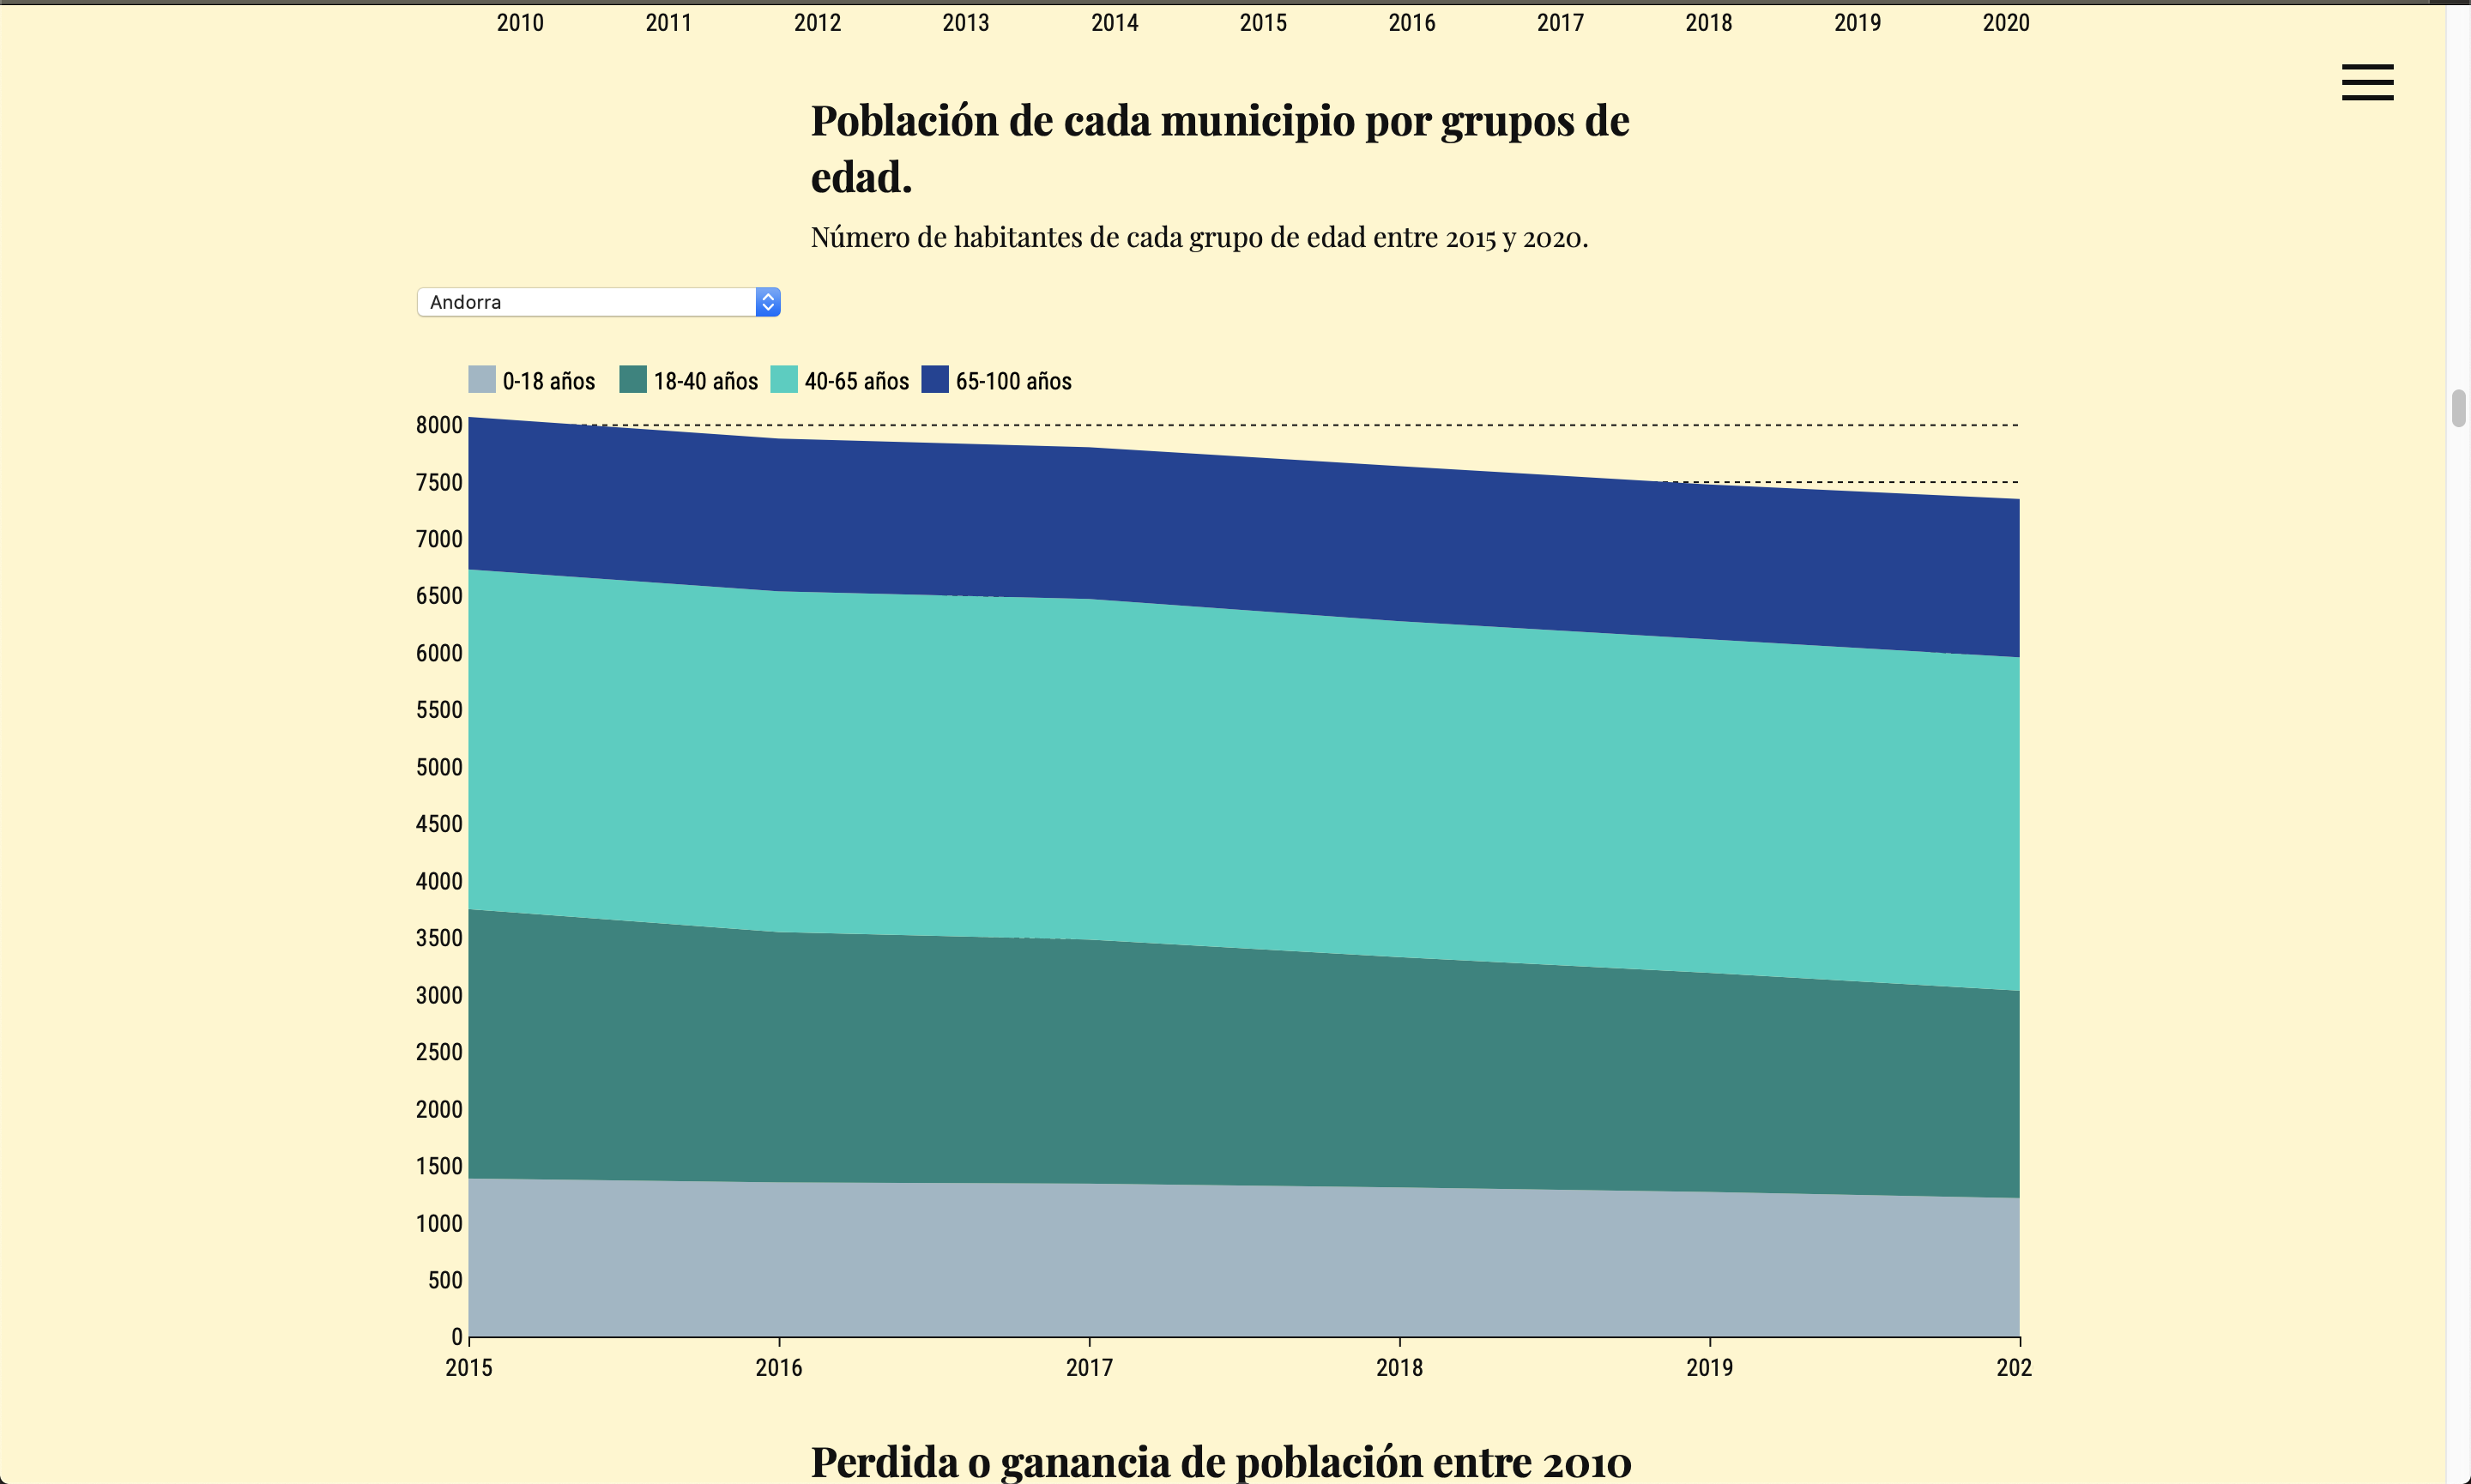 2010 2011 2012 2013 2014 2015 2016 2017 2018 2019 2020
Población de cada municipio por grupos de
edad.
Número de habitantes de cada grupo de edad entre 2015 y 2020.
Andorra
0-18 años 18-40 años 40-65 años 65-100 años
8000
7500
7000
6500
6000
5500
5000
4500
4000
3500
3000
2500
2000
1500
1000
500
0
2015 2016 2017 2018 2019 202
Perdida o ganancia de población entre 2010